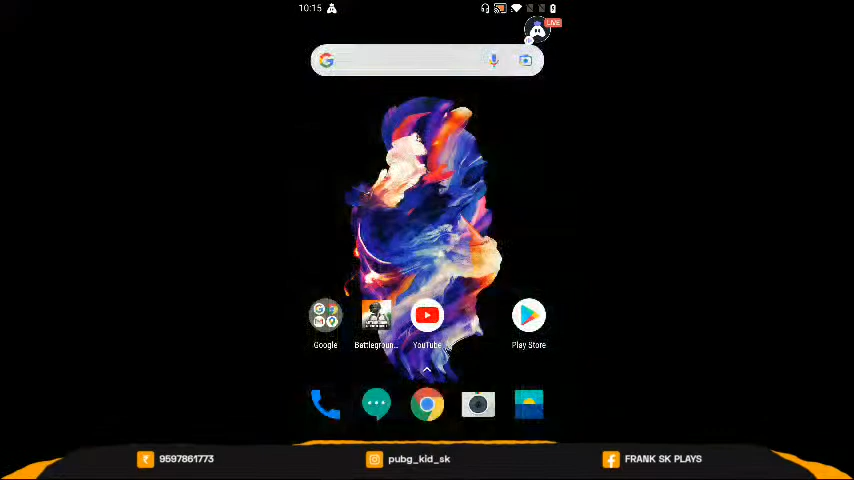 10:15
LIVE
Google
Battlegroun...
YouTube
Play Store
9597861773
pubg_kid_sk
FRANK SK PLAYS